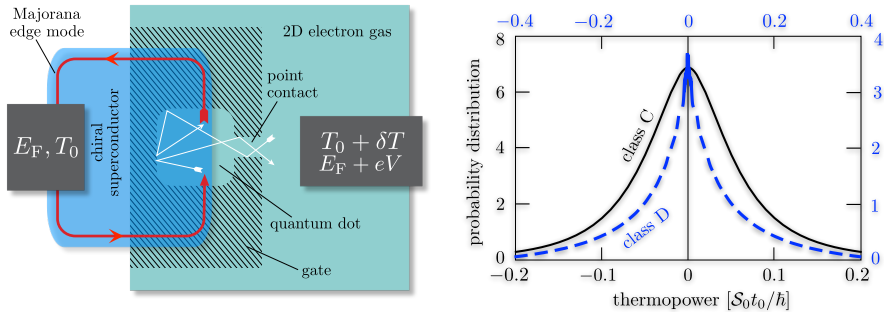 Majorana
edge mode
2D electron gas
point
contact
chiral
superconductor
E_F, T_0
T_0 + δT
E_F + eV
quantum dot
gate
−0.4 −0.2 0 0.2 0.4
8
6
4
2
0
probability distribution
class C
class D
4
3
2
1
0
−0.2 −0.1 0 0.1 0.2
thermopower [𝒮_0 t_0/ℏ]